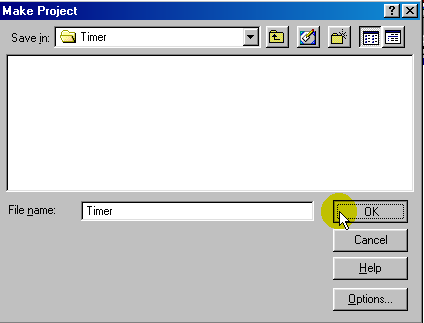 Make Project
Save in: Timer
File name: Timer OK
Cancel
Help
Options...